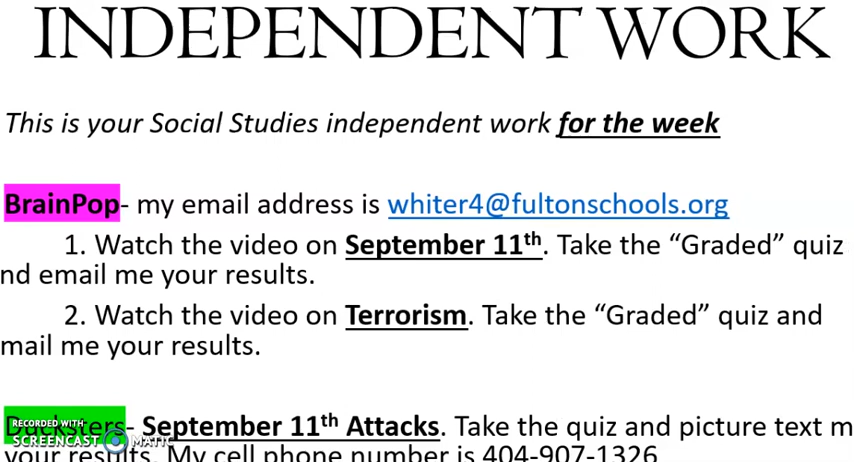 INDEPENDENT WORK
This is your Social Studies independent work for the week
BrainPop- my email address is whiter4@fultonschools.org
1. Watch the video on September 11th. Take the “Graded” quiz
nd email me your results.
2. Watch the video on Terrorism. Take the “Graded” quiz and
mail me your results.
Ducksters- September 11th Attacks. Take the quiz and picture text m
RECORDED WITH
SCREENCAST MATIC
your results. My cell phone number is 404-907-1326